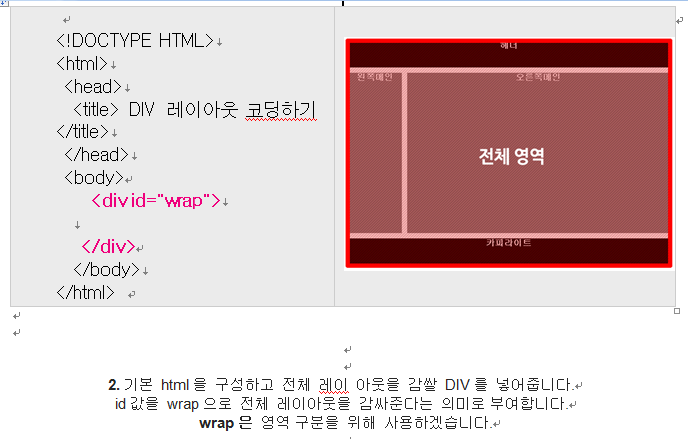 <!DOCTYPE HTML>
<html>
<head>
<title> DIV 레이아웃 코딩하기
</title>
</head>
<body>
<div id="wrap">
</div>
</body>
</html>
헤더
왼쪽메인 오른쪽메인
전체 영역
카피라이트
2. 기본 html 을 구성하고 전체 레이 아웃을 감쌀 DIV 를 넣어줍니다.
id 값을 wrap 으로 전체 레이아웃을 감싸준다는 의미로 부여합니다.
wrap 은 영역 구분을 위해 사용하겠습니다.